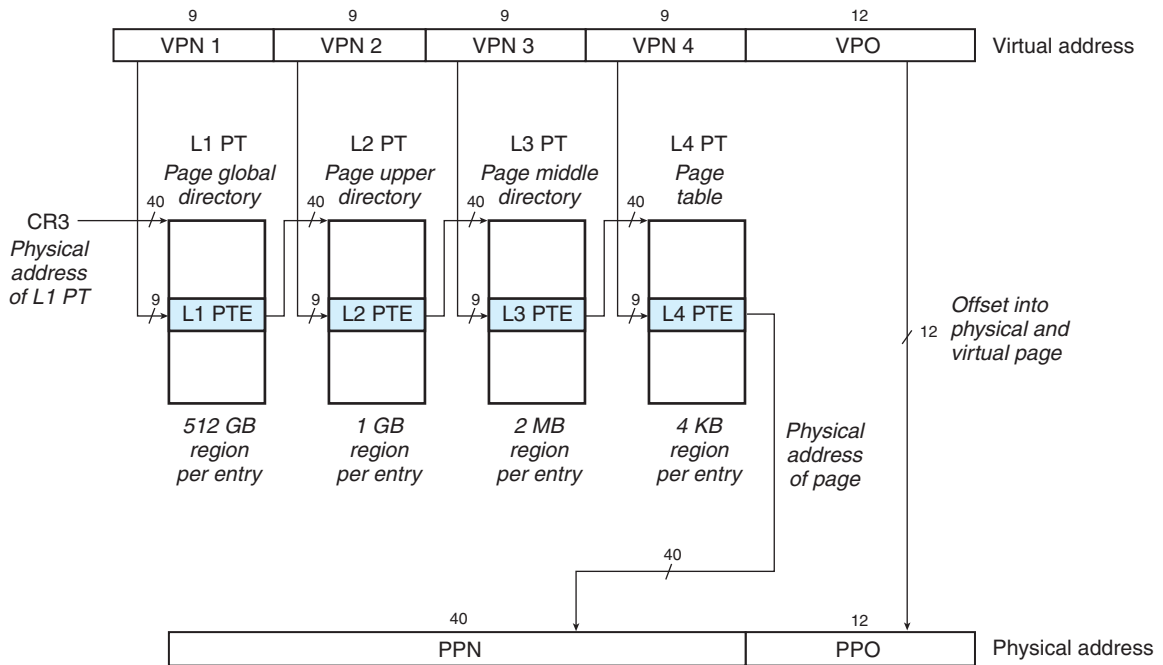 9 9 9 9 12
VPN 1 VPN 2 VPN 3 VPN 4 VPO Virtual address
L1 PT
Page global
directory
L2 PT
Page upper
directory
L3 PT
Page middle
directory
L4 PT
Page
table
CR3
Physical
address
of L1 PT
40 40 40 40
9 9 9 9
L1 PTE L2 PTE L3 PTE L4 PTE
512 GB
region
per entry
1 GB
region
per entry
2 MB
region
per entry
4 KB
region
per entry
Physical
address
of page
12
Offset into
physical and
virtual page
40
40 12
PPN PPO Physical address